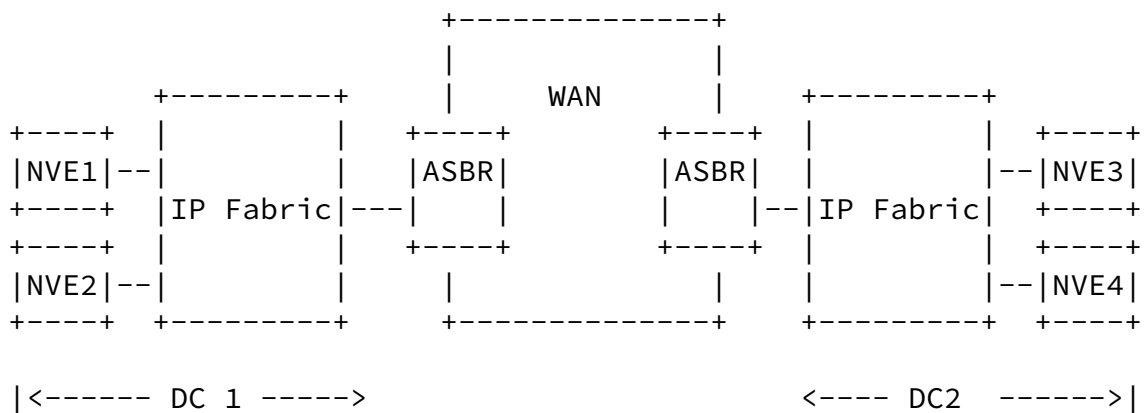 WAN
NVE1 ASBR ASBR NVE3
IP Fabric IP Fabric
NVE2 NVE4
|<------ DC 1 -----> <---- DC2 ------>|